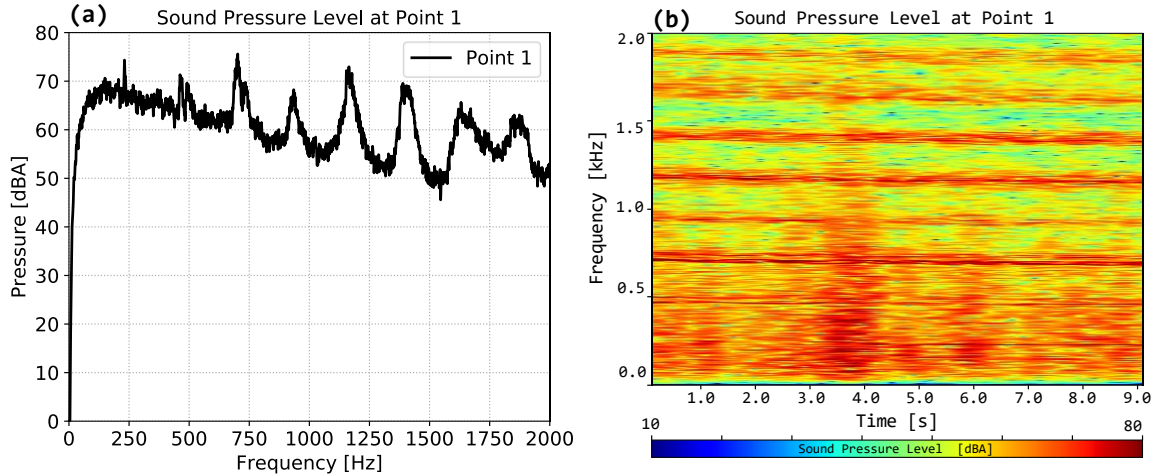 (a)
Sound Pressure Level at Point 1
80
70
60
50
40
30
20
10
0
Pressure [dBA]
Point 1
0 250 500 750 1000 1250 1500 1750 2000
Frequency [Hz]
(b)
Sound Pressure Level at Point 1
2.0
1.5
1.0
0.5
0.0
Frequency [kHz]
1.0 2.0 3.0 4.0 5.0 6.0 7.0 8.0 9.0
Time [s]
10 80
Sound Pressure Level [dBA]